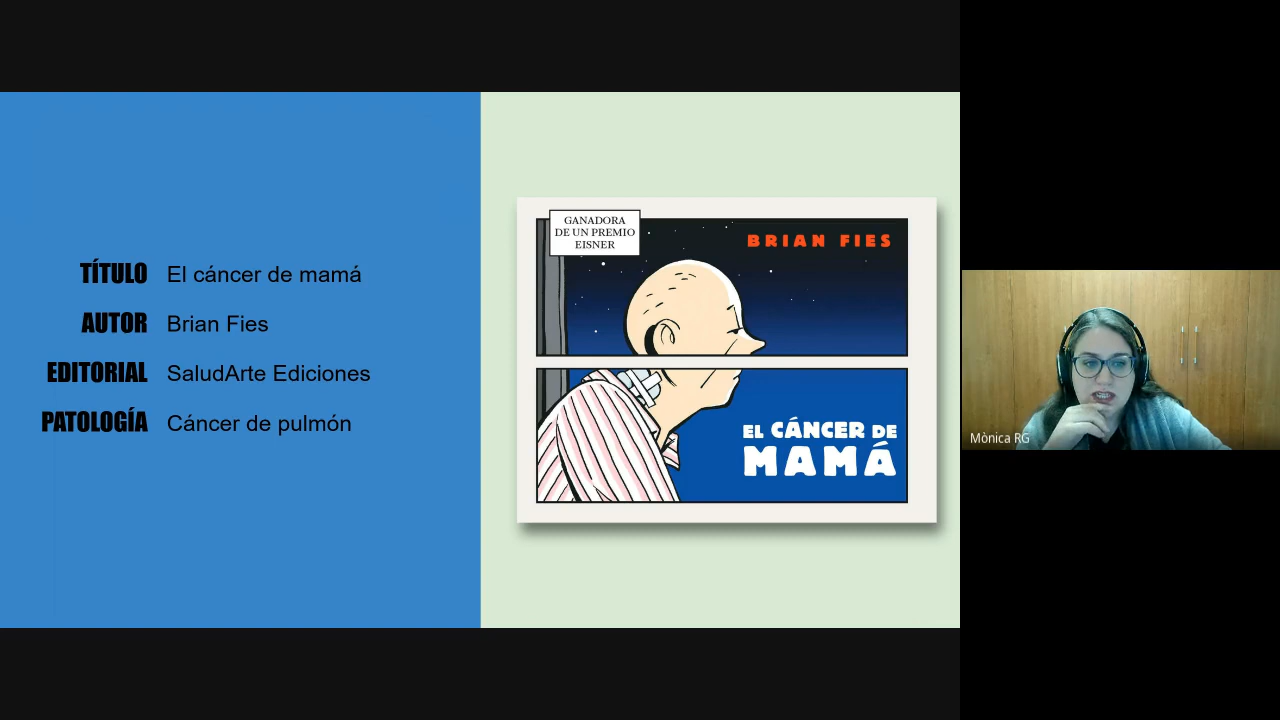 TÍTULO El cáncer de mamá
AUTOR Brian Fies
EDITORIAL SaludArte Ediciones
PATOLOGÍA Cáncer de pulmón
GANADORA
DE UN PREMIO
EISNER
BRIAN FIES
EL CÁNCER DE
MAMÁ
Mònica RG